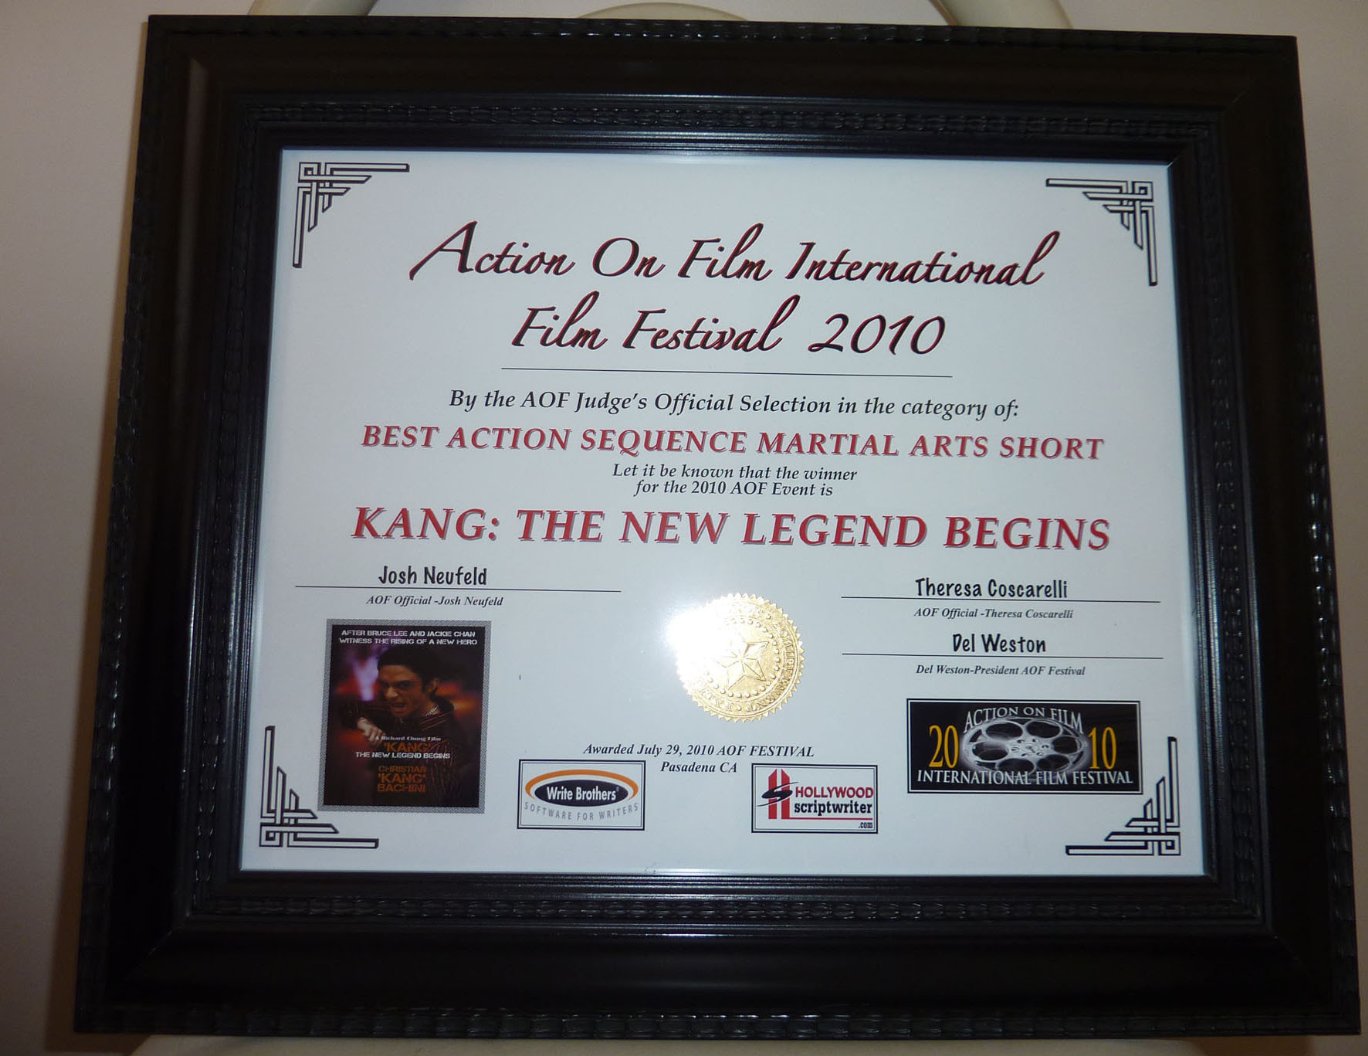 Action On Film International
Film Festival 2010
By the AOF Judge's Official Selection in the category of:
BEST ACTION SEQUENCE MARTIAL ARTS SHORT
Let it be known that the winner
for the 2010 AOF Event is
KANG: THE NEW LEGEND BEGINS
Josh Neufeld
AOF Official -Josh Neufeld
Theresa Coscarelli
AOF Official -Theresa Coscarelli
Del Weston
Del Weston-President AOF Festival
AFTER BRUCE LEE AND JACKIE CHAN
WITNESS THE RISING OF A NEW HERO
A Richard Chung Film
'KANG'
THE NEW LEGEND BEGINS
CHRISTIAN
'KANG'
BACHINI
Awarded July 29, 2010 AOF FESTIVAL
Pasadena CA
Write Brothers
SOFTWARE FOR WRITERS
HOLLYWOOD
scriptwriter
.com
ACTION ON FILM
20 10
INTERNATIONAL FILM FESTIVAL